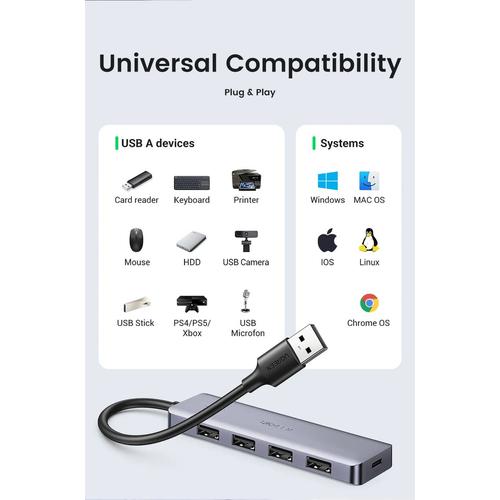 Universal Compatibility
Plug & Play
USB A devices
Card reader
Keyboard
Printer
Mouse
HDD
USB Camera
USB Stick
PS4/PS5/
Xbox
USB
Microfon
Systems
Windows
MAC OS
IOS
Linux
Chrome OS
UGREEN